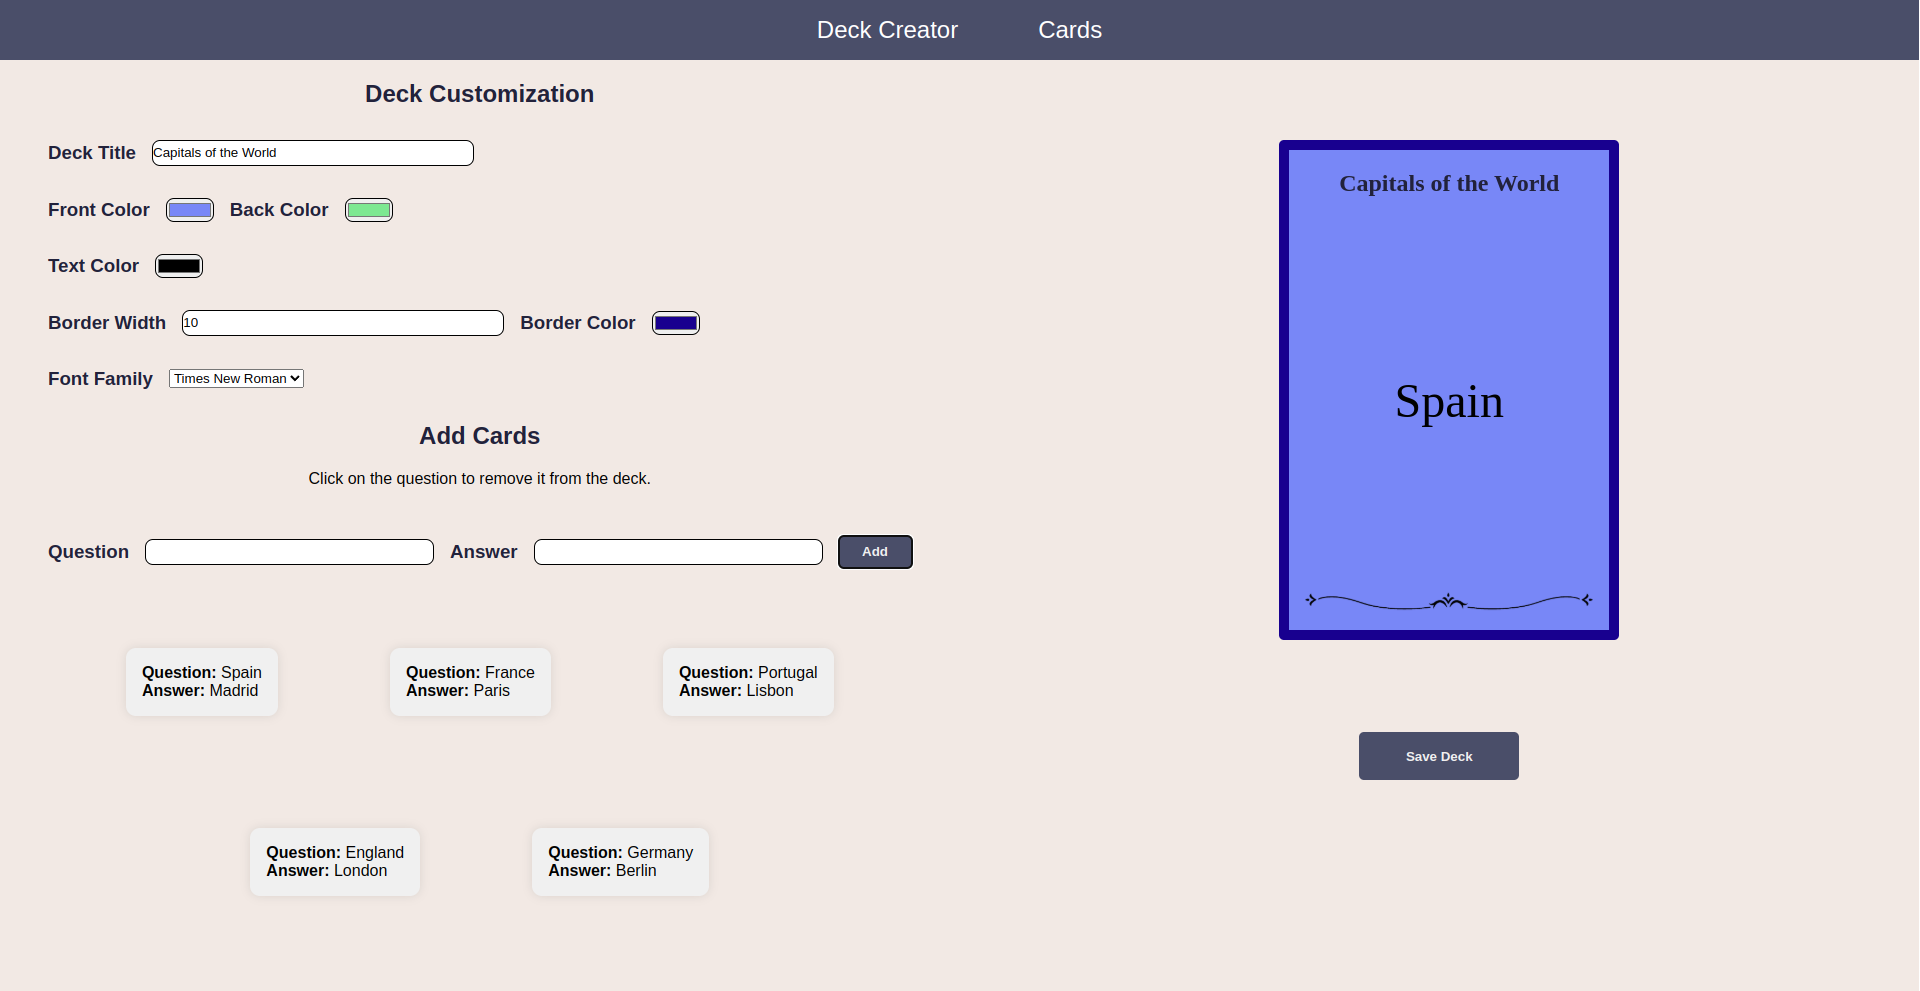 Deck Creator Cards
Deck Customization
Deck Title Capitals of the World
Front Color Back Color
Text Color
Border Width 10 Border Color
Font Family Times New Roman
Add Cards
Click on the question to remove it from the deck.
Question Answer Add
Question: Spain
Answer: Madrid
Question: France
Answer: Paris
Question: Portugal
Answer: Lisbon
Question: England
Answer: London
Question: Germany
Answer: Berlin
Capitals of the World
Spain
Save Deck